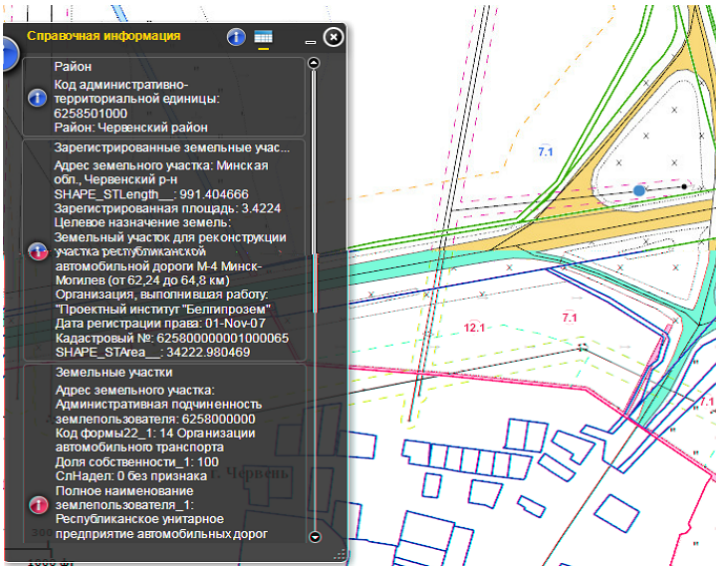 Справочная информация
Район
Код административно-
территориальной единицы:
6258501000
Район: Червенский район
Зарегистрированные земельные учас...
Адрес земельного участка: Минская
обл., Червенский р-н
SHAPE_STLength__: 991.404666
Зарегистрированная площадь: 3.4224
Целевое назначение земель:
Земельный участок для реконструкции
участка республиканской
автомобильной дороги М-4 Минск-
Могилев (от 62,24 до 64,8 км)
Организация, выполнившая работу:
"Проектный институт "Белгипрозем"
Дата регистрации права: 01-Nov-07
Кадастровый №: 625800000001000065
SHAPE_STArea__: 34222.980469
Земельные участки
Адрес земельного участка:
Административная подчиненность
землепользователя: 6258000000
Код формы22_1: 14 Организации
автомобильного транспорта
Доля собственности_1: 100
СлНадел: 0 без признака
Полное наименование
землепользователя_1:
Республиканское унитарное
предприятие автомобильных дорог
г. Червень
7.1
12.1
7.1
7.1